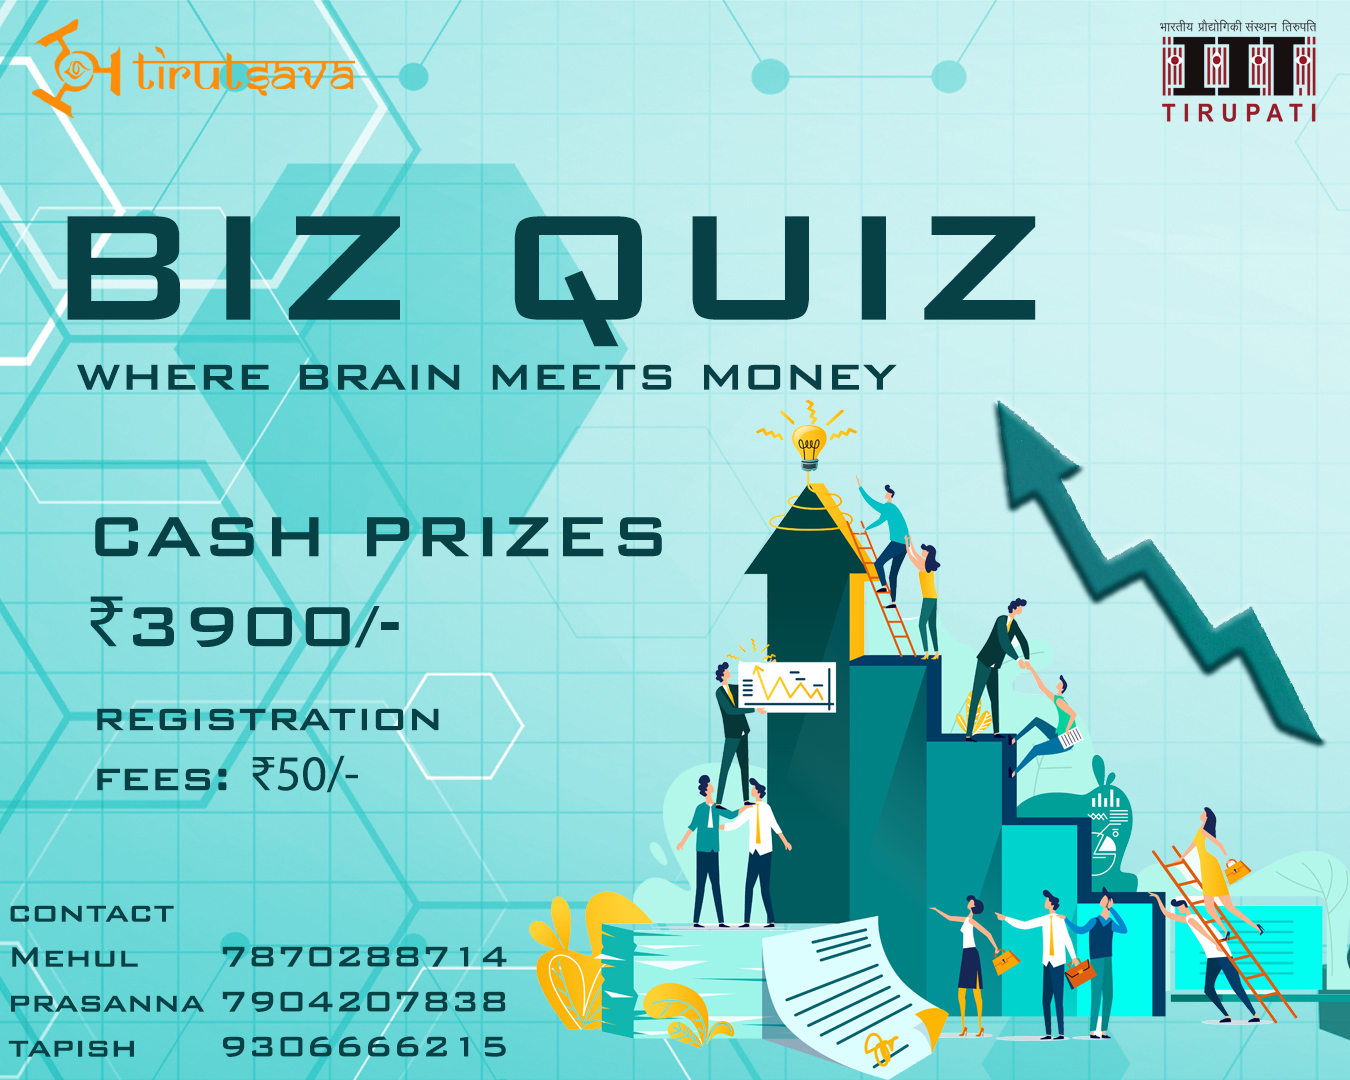 tirutsava
भारतीय प्रौद्योगिकी संस्थान तिरुपति
IIT
TIRUPATI
BIZ QUIZ
WHERE BRAIN MEETS MONEY
CASH PRIZES
₹3900/-
REGISTRATION
FEES: ₹50/-
CONTACT
MEHUL 7870288714
PRASANNA 7904207838
TAPISH 9306666215